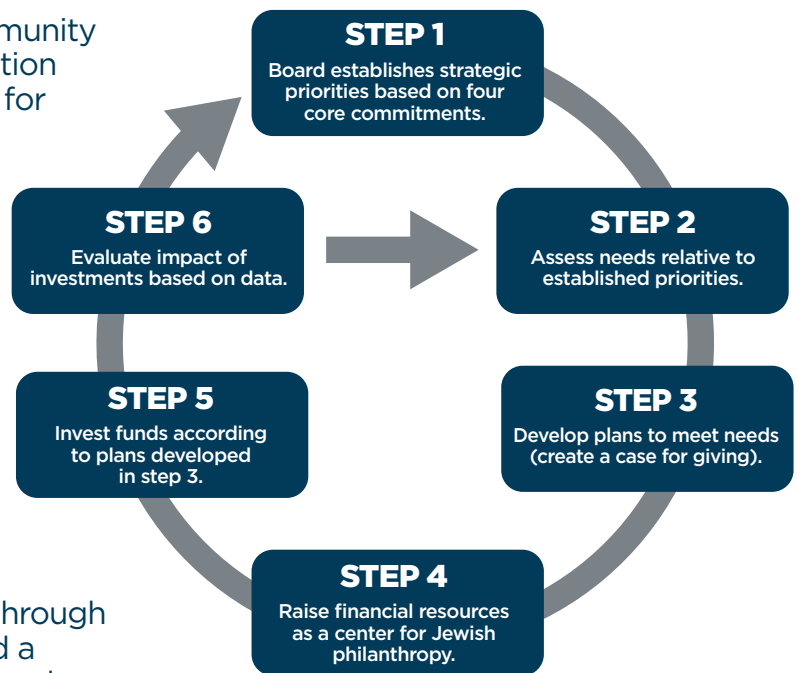 STEP 1
Board establishes strategic
priorities based on four
core commitments.
STEP 2
Assess needs relative to
established priorities.
STEP 3
Develop plans to meet needs
(create a case for giving).
STEP 4
Raise financial resources
as a center for Jewish
philanthropy.
STEP 5
Invest funds according
to plans developed
in step 3.
STEP 6
Evaluate impact of
investments based on data.
for
hrough
a